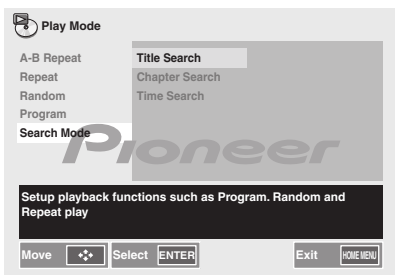 Play Mode
A-B Repeat
Title Search
Repeat
Chapter Search
Random
Time Search
Program
Search Mode
Pioneer
Setup playback functions such as Program. Random and
Repeat play
Move Select ENTER Exit HOME MENU